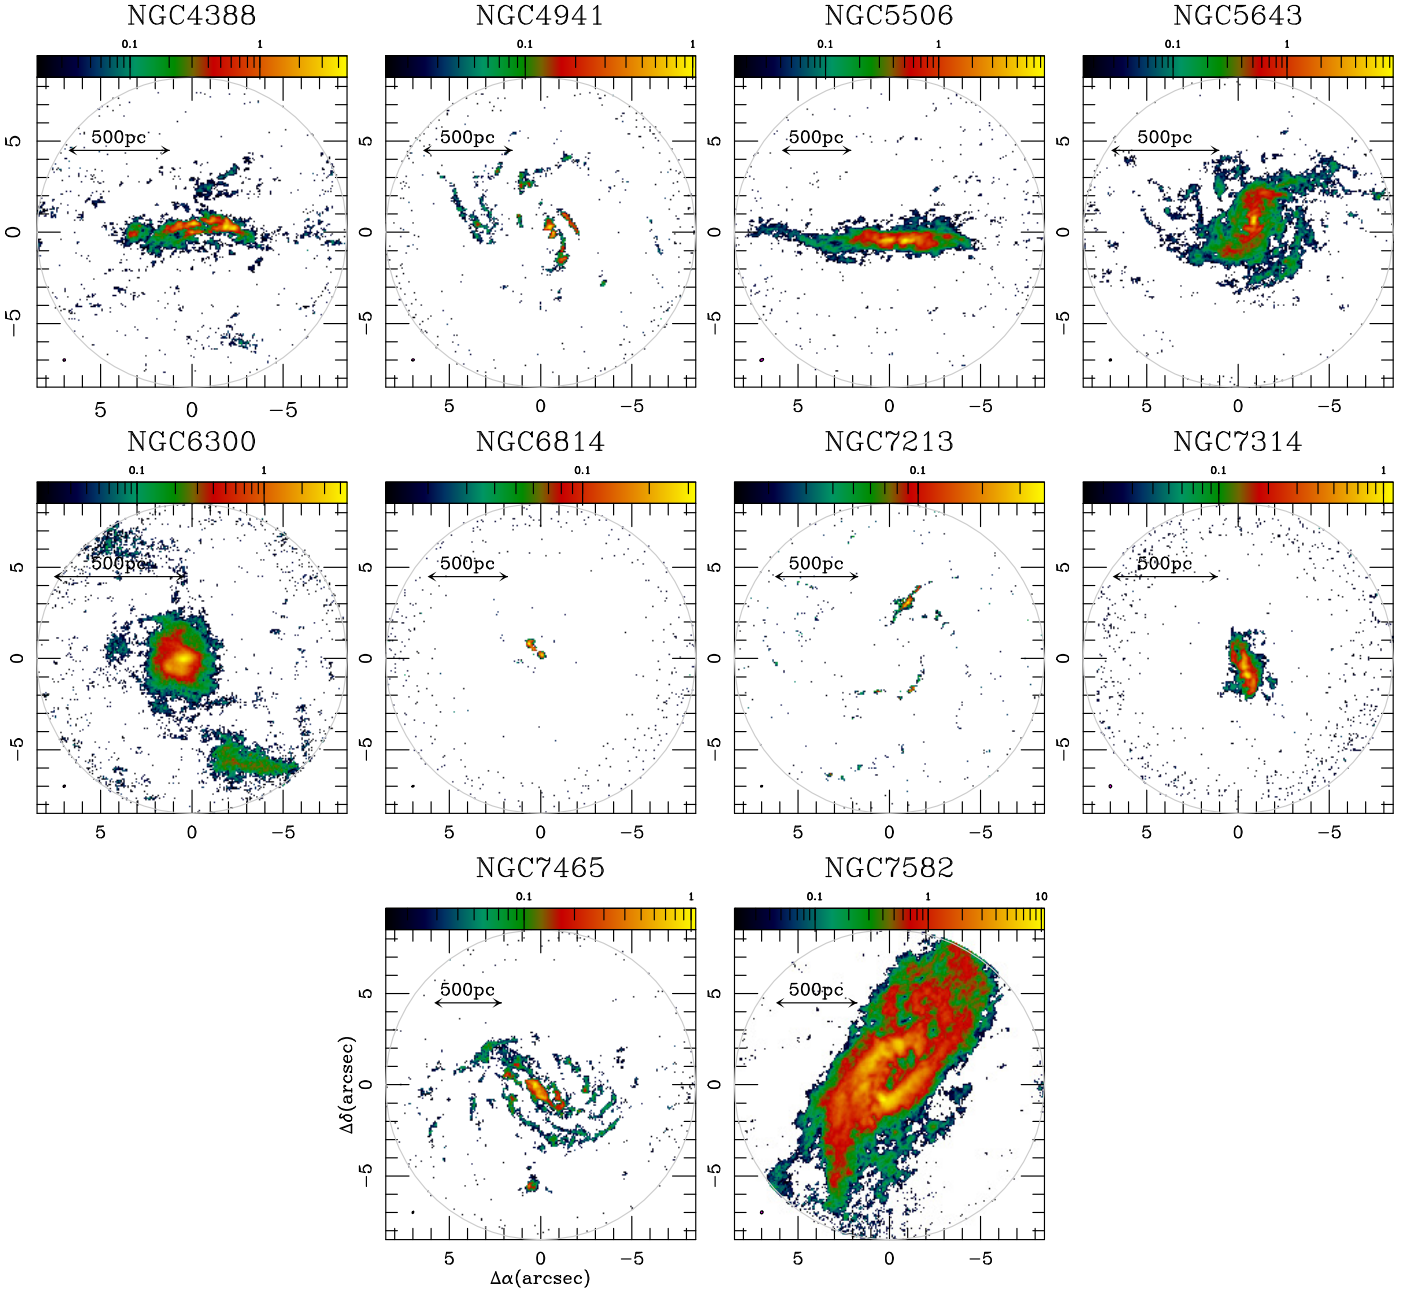 NGC4388 NGC4941 NGC5506 NGC5643
0.1 1 0.1 1 0.1 1 0.1 1
500pc 500pc 500pc 500pc
5 5 5 5
0 0 0 0
−5 −5 −5 −5
5 0 −5 5 0 −5 5 0 −5 5 0 −5
NGC6300 NGC6814 NGC7213 NGC7314
0.1 1 0.1 0.1 0.1 1
500pc 500pc 500pc 500pc
5 5 5 5
0 0 0 0
−5 −5 −5 −5
5 0 −5 5 0 −5 5 0 −5 5 0 −5
NGC7465 NGC7582
0.1 1 0.1 1 10
500pc 500pc
5 5
0 0
−5 −5
Δδ(arcsec)
5 0 −5 5 0 −5
Δα(arcsec)